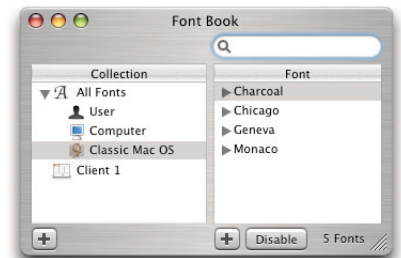 Font Book
Collection
All Fonts
User
Computer
Classic Mac OS
Client 1
Font
Charcoal
Chicago
Geneva
Monaco
Disable
5 Fonts